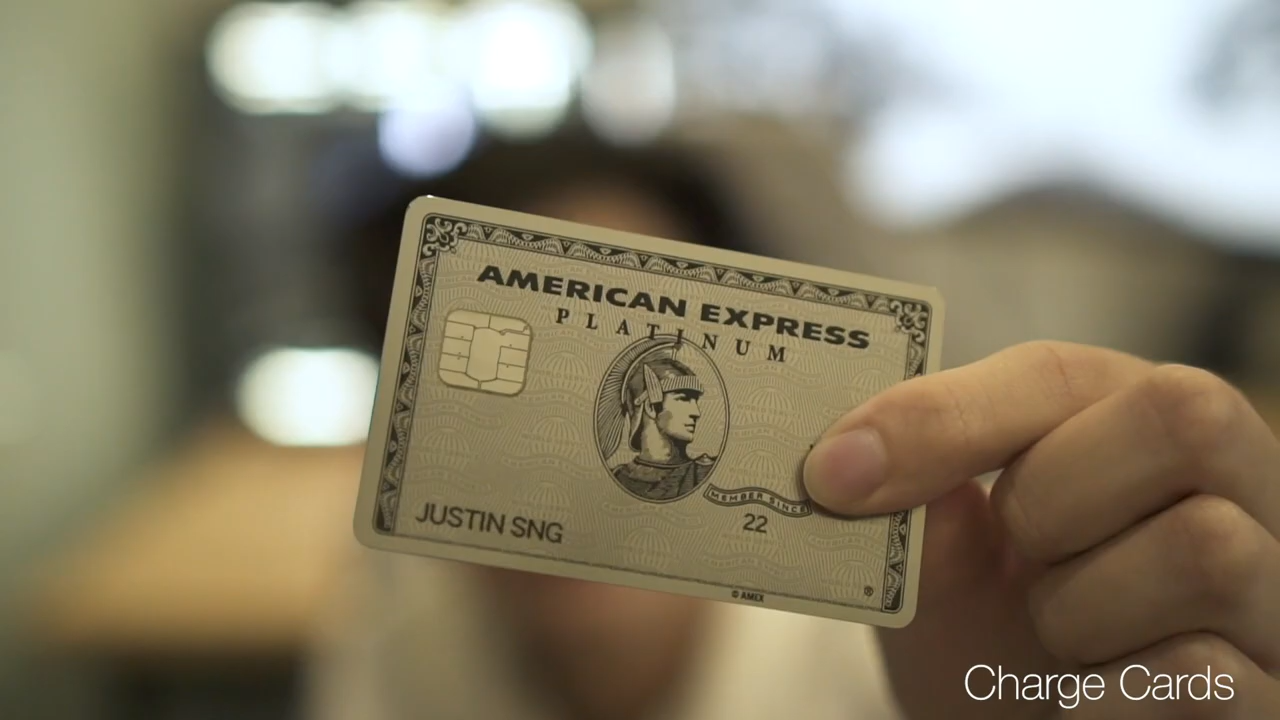 AMERICAN EXPRESS
PLATINUM
MEMBER SINCE
22
JUSTIN SNG
® 
© AMEX
Charge Cards